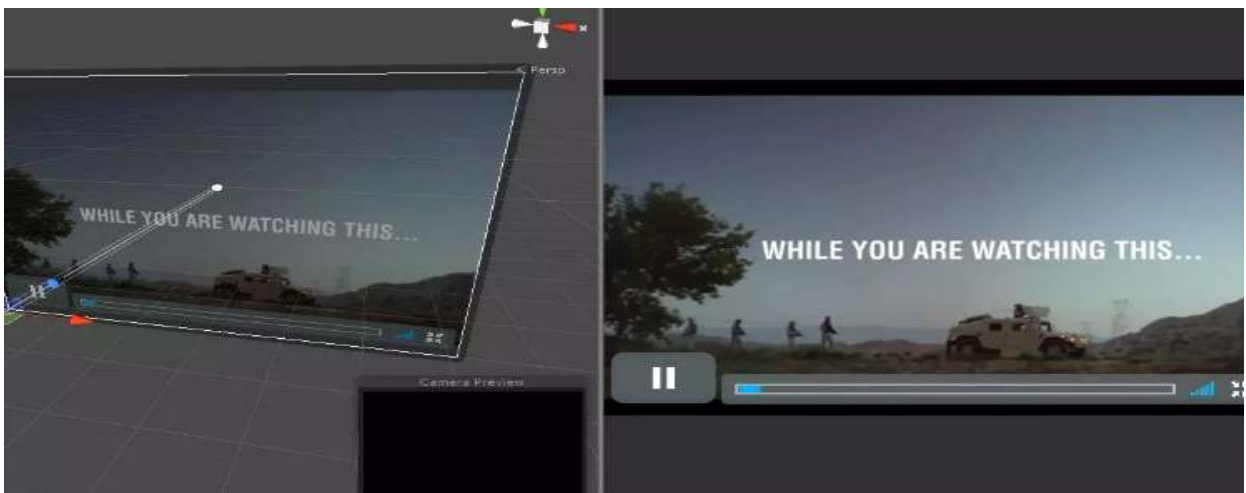 < Persp
WHILE YOU ARE WATCHING THIS...
Camera Preview
WHILE YOU ARE WATCHING THIS...